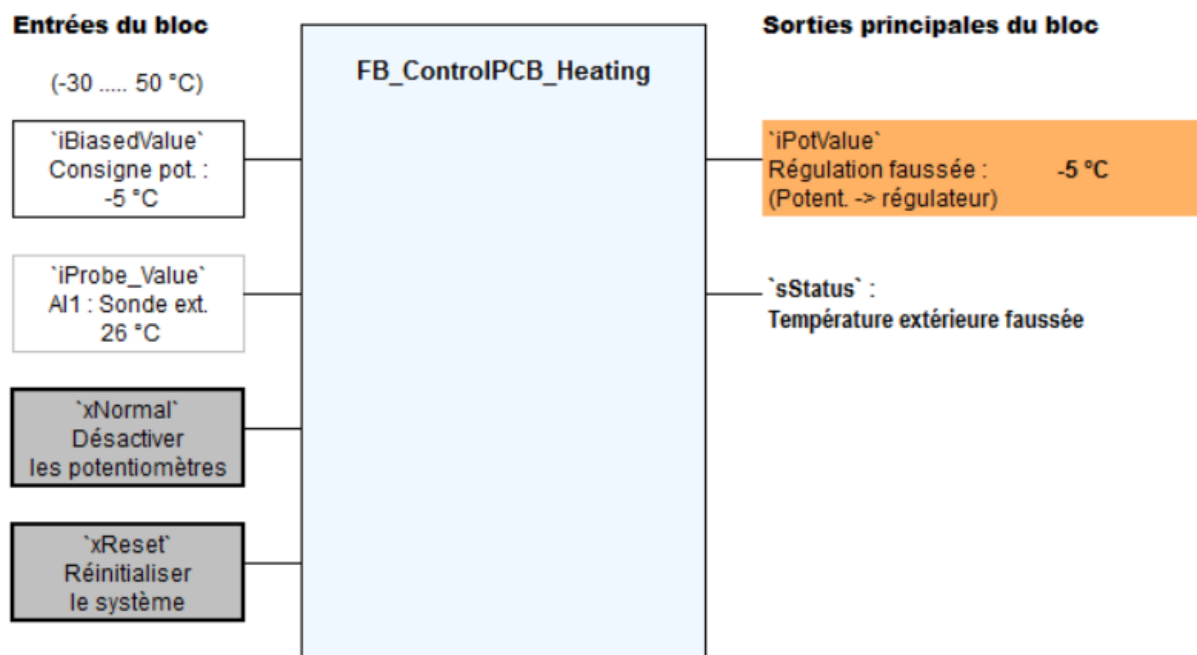 Entrées du bloc
(-30 ..... 50 °C)
`iBiasedValue`
Consigne pot. :
-5 °C
`iProbe_Value`
AI1 : Sonde ext.
26 °C
`xNormal`
Désactiver
les potentiomètres
`xReset`
Réinitialiser
le système
FB_ControlPCB_Heating
Sorties principales du bloc
`iPotValue`
Régulation faussée : -5 °C
(Potent. -> régulateur)
`sStatus` :
Température extérieure faussée